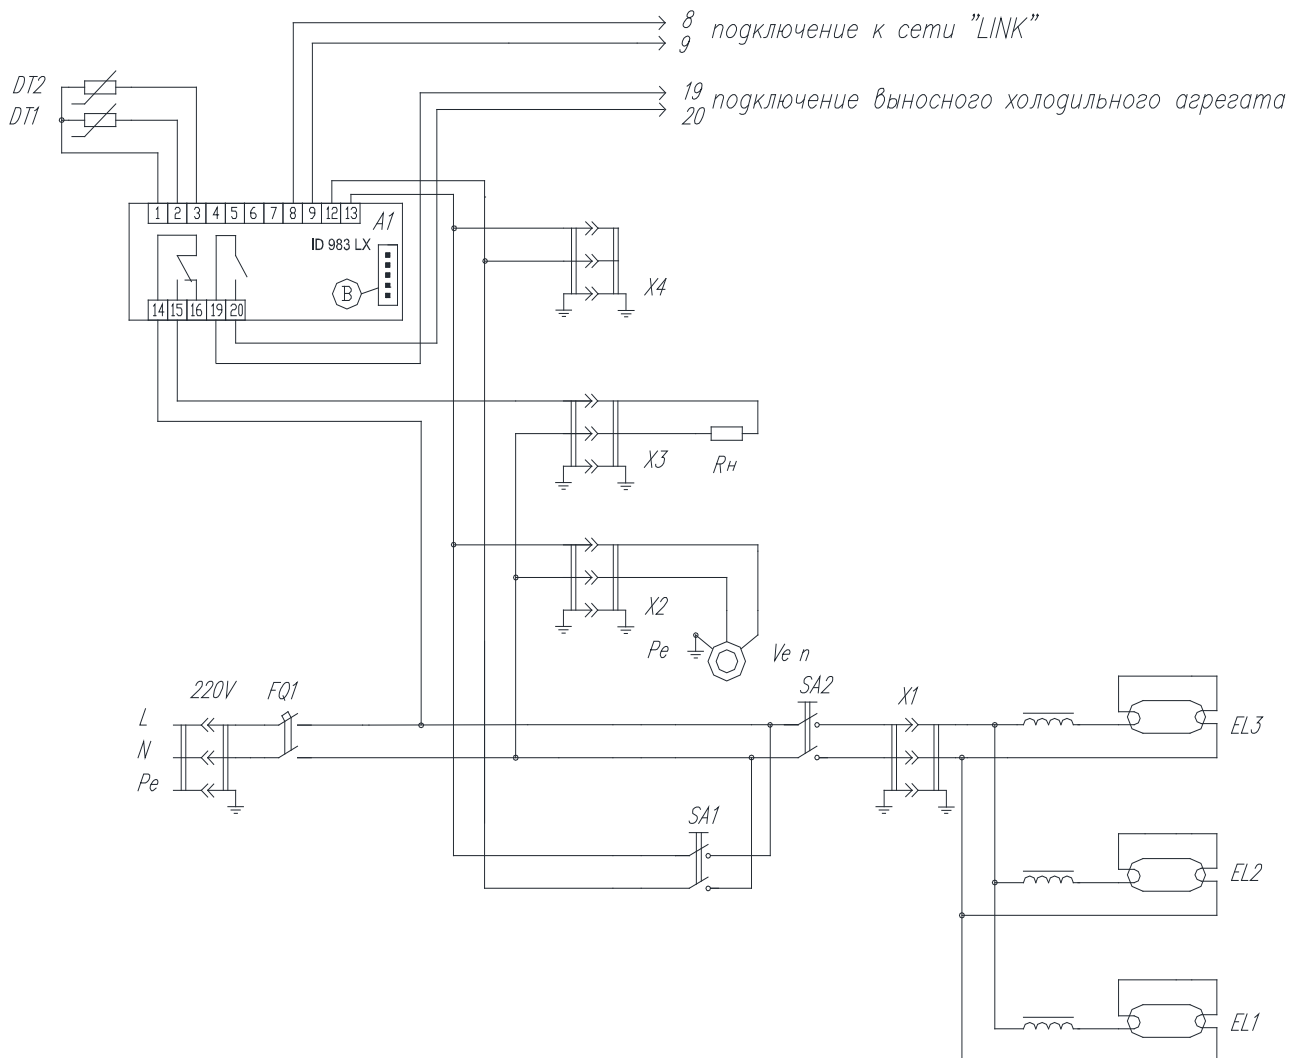 8 подключение к сети "LINK"
9
19 подключение выносного холодильного агрегата
20
DT2
DT1
1 2 3 4 5 6 7 8 9 12 13
A1
ID 983 LX
B
14 15 16 19 20
X4
X3
Rн
X2
Pe
Ve n
220V FQ1
SA2
X1
L
N
Pe
EL3
SA1
EL2
EL1